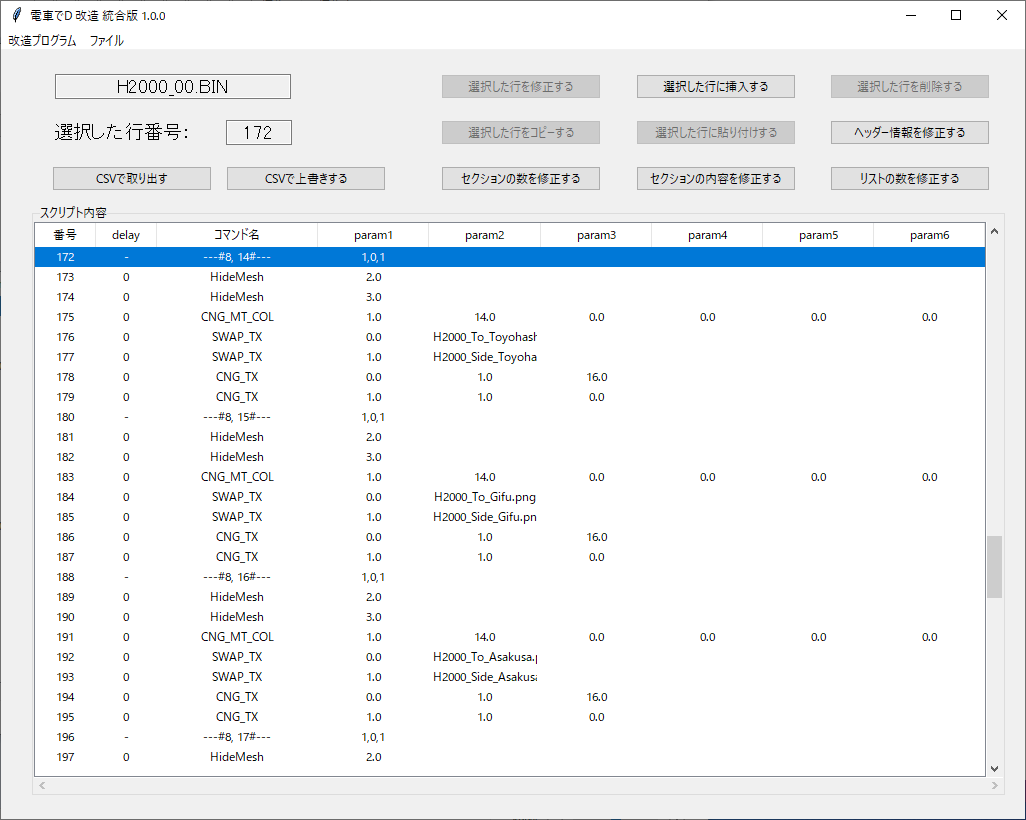 電車でD 改造 統合版 1.0.0
改造プログラム ファイル
H2000_00.BIN 選択した行を修正する 選択した行に挿入する 選択した行を削除する
選択した行番号: 172 選択した行をコピーする 選択した行に貼り付けする ヘッダー情報を修正する
CSVで取り出す CSVで上書きする セクションの数を修正する セクションの内容を修正する リストの数を修正する
スクリプト内容
番号 delay コマンド名 param1 param2 param3 param4 param5 param6
172 - ---#8, 14#--- 1,0,1
173 0 HideMesh 2.0
174 0 HideMesh 3.0
175 0 CNG_MT_COL 1.0 14.0 0.0 0.0 0.0 0.0
176 0 SWAP_TX 0.0 H2000_To_Toyohash
177 0 SWAP_TX 1.0 H2000_Side_Toyoha
178 0 CNG_TX 0.0 1.0 16.0
179 0 CNG_TX 1.0 1.0 0.0
180 - ---#8, 15#--- 1,0,1
181 0 HideMesh 2.0
182 0 HideMesh 3.0
183 0 CNG_MT_COL 1.0 14.0 0.0 0.0 0.0 0.0
184 0 SWAP_TX 0.0 H2000_To_Gifu.png
185 0 SWAP_TX 1.0 H2000_Side_Gifu.pn
186 0 CNG_TX 0.0 1.0 16.0
187 0 CNG_TX 1.0 1.0 0.0
188 - ---#8, 16#--- 1,0,1
189 0 HideMesh 2.0
190 0 HideMesh 3.0
191 0 CNG_MT_COL 1.0 14.0 0.0 0.0 0.0 0.0
192 0 SWAP_TX 0.0 H2000_To_Asakusa.p
193 0 SWAP_TX 1.0 H2000_Side_Asakusa
194 0 CNG_TX 0.0 1.0 16.0
195 0 CNG_TX 1.0 1.0 0.0
196 - ---#8, 17#--- 1,0,1
197 0 HideMesh 2.0